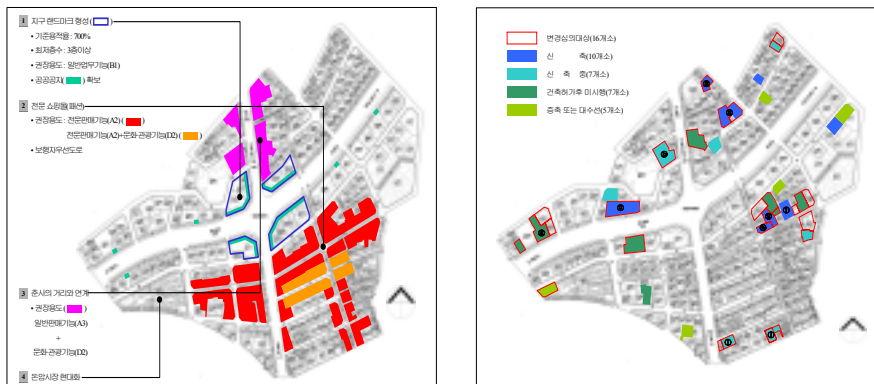 1 지구 랜드마크 형성( )
• 기준용적율 : 700%
• 최저층수 : 3층이상
• 권장용도 : 일반업무기능(B1)
• 공공공지( ) 확보
2 전문 쇼핑몰(패션)
• 권장용도 : 전문판매기능(A2)( )
전문판매기능(A2)+문화·관광기능(D2)( )
• 보행자우선도로
3 춘사의 거리와 연계
• 권장용도( )
일반판매기능(A3)
+
문화·관광기능(D2)
4 돈암시장 현대화
변경심의대상(16개소)
신 축(10개소)
신 축 중(7개소)
건축허가후 미시행(7개소)
증축 또는 대수선(5개소)